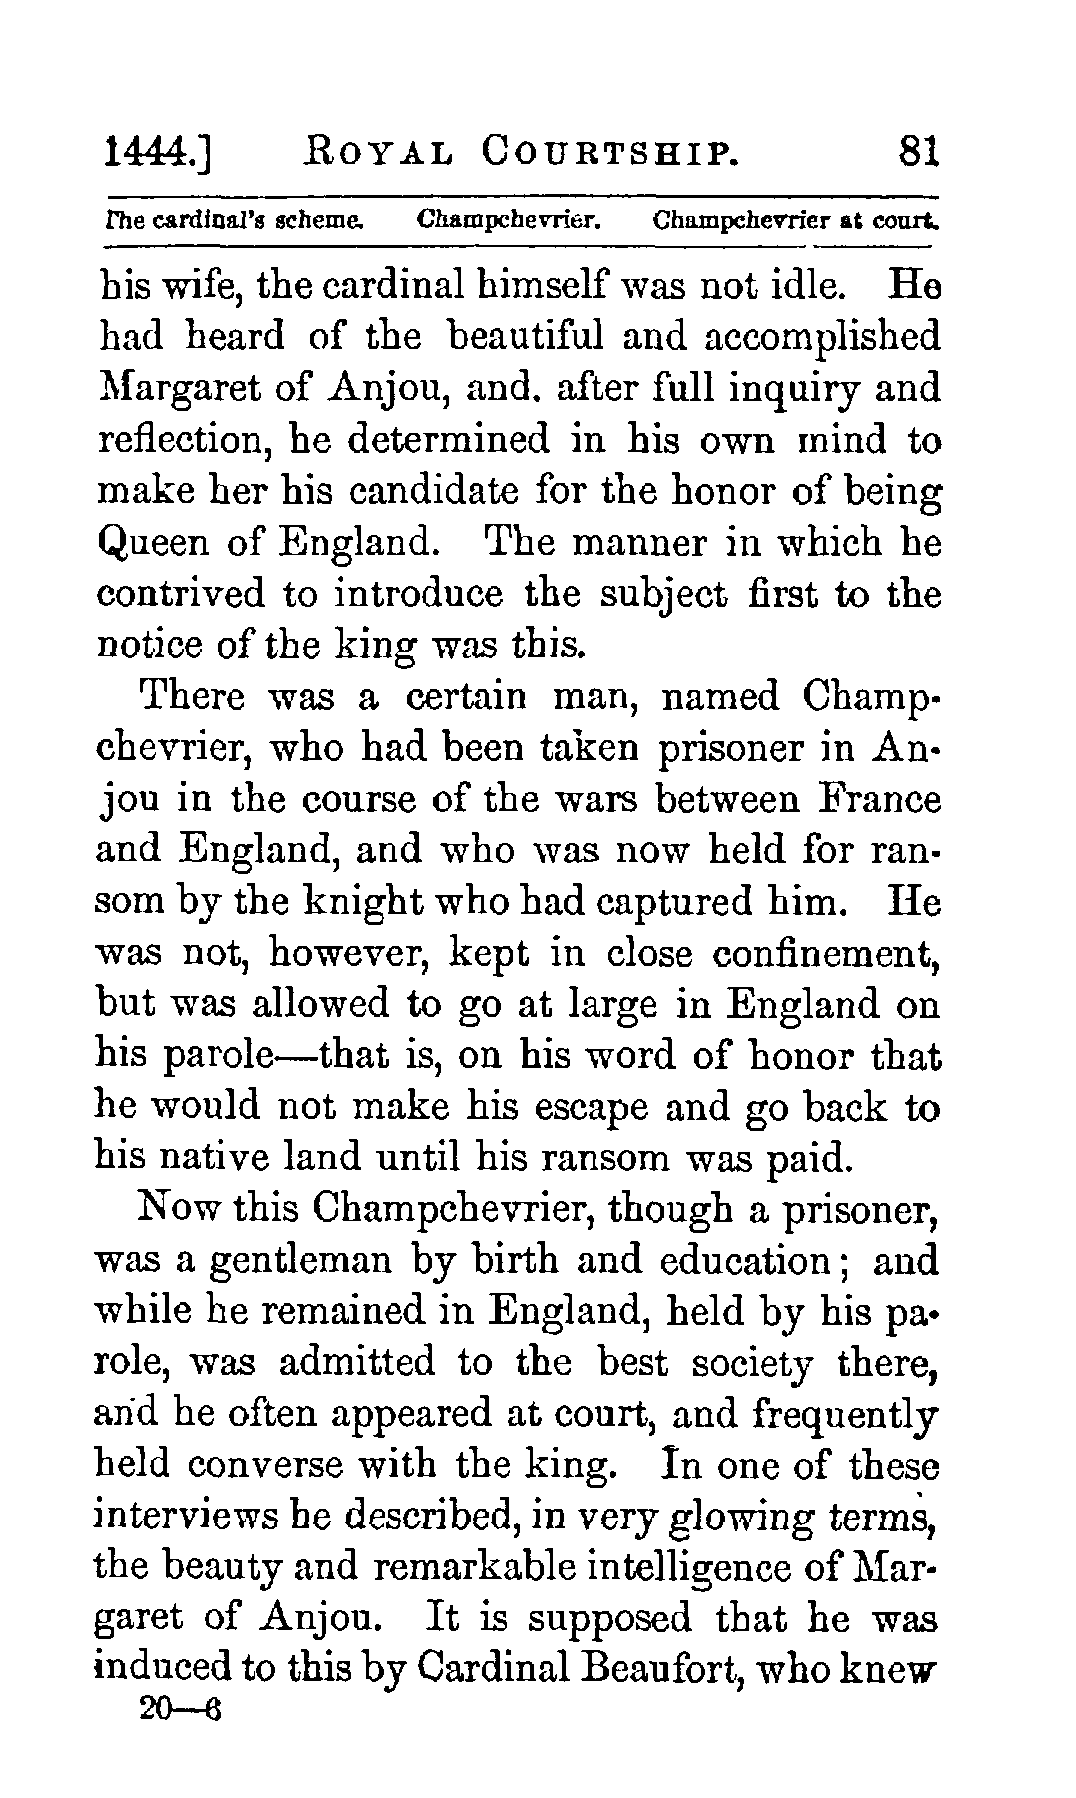 1444.] ROYAL COURTSHIP. 81
The cardinal's scheme. Champchevrier. Champchevrier at court.
his wife, the cardinal himself was not idle. He
had heard of the beautiful and accomplished
Margaret of Anjou, and. after full inquiry and
reflection, he determined in his own mind to
make her his candidate for the honor of being
Queen of England. The manner in which he
contrived to introduce the subject first to the
notice of the king was this.
There was a certain man, named Champ-
chevrier, who had been taken prisoner in An-
jou in the course of the wars between France
and England, and who was now held for ran-
som by the knight who had captured him. He
was not, however, kept in close confinement,
but was allowed to go at large in England on
his parole—that is, on his word of honor that
he would not make his escape and go back to
his native land until his ransom was paid.
Now this Champchevrier, though a prisoner,
was a gentleman by birth and education; and
while he remained in England, held by his pa-
role, was admitted to the best society there,
and he often appeared at court, and frequently
held converse with the king. In one of these
interviews he described, in very glowing terms,
the beauty and remarkable intelligence of Mar-
garet of Anjou. It is supposed that he was
induced to this by Cardinal Beaufort, who knew
20—6